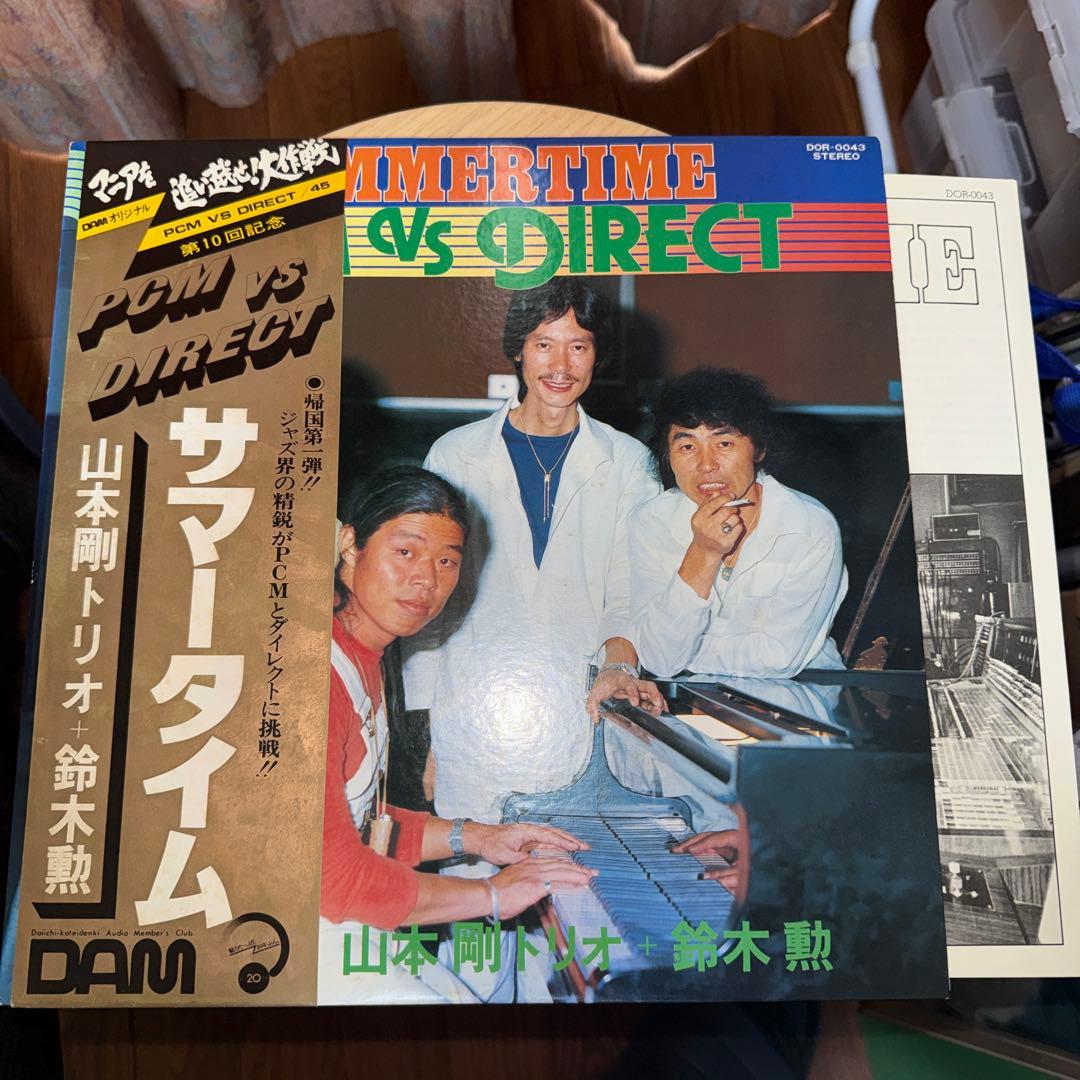 マニアを
追い越せ!大作戦
DAMオリジナル
PCM VS DIRECT/45
第10回記念
PCM VS
DIRECT
サマータイム
山本剛トリオ+鈴木勲
●帰国第一弾!!
ジャズ界の精鋭がPCMとダイレクトに挑戦!!
Daiichi-kateidenki Audio Member's Club.
DAM
20
MMERTIME
VS DIRECT
DOR-0043
STEREO
山本 剛トリオ + 鈴木 勲
DOR-0043
IE